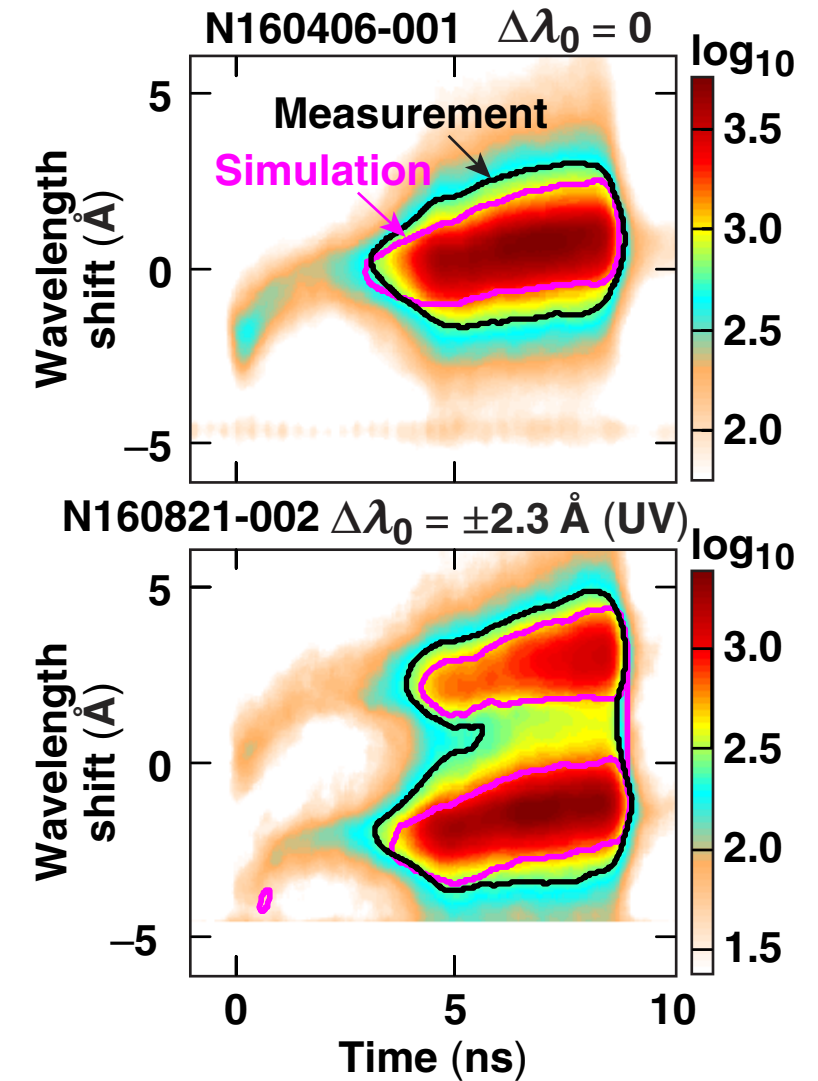 N160406-001 Δλ0 = 0
log10
Measurement
Simulation
Wavelength
shift (Å)
5
0
−5
3.5
3.0
2.5
2.0
N160821-002 Δλ0 = ±2.3 Å (UV)
log10
Wavelength
shift (Å)
5
0
−5
3.0
2.5
2.0
1.5
0 5 10
Time (ns)